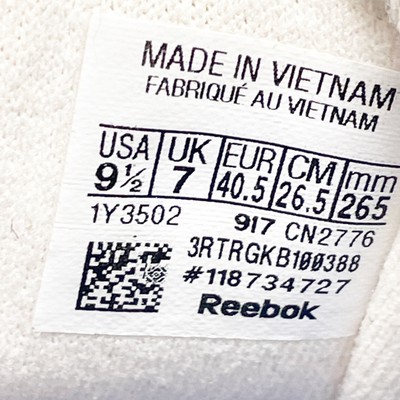 MADE IN VIETNAM
FABRIQUÉ AU VIETNAM
USA UK EUR CM mm
9½ 7 40.5 26.5 265
1Y3502 917 CN2776
3RTRGKB100388
#118734727
Reebok